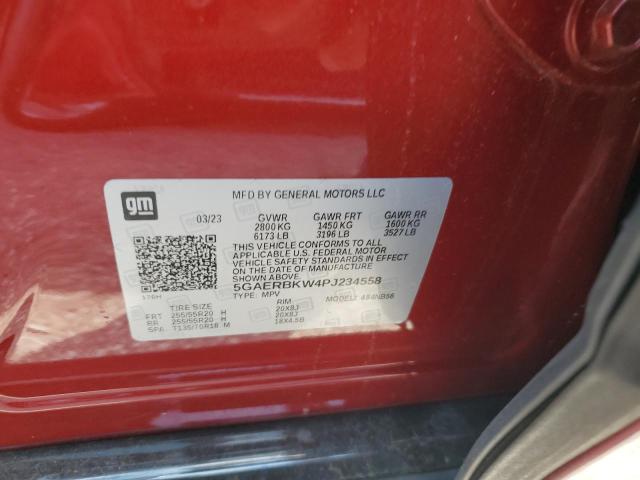 gm
MFD BY GENERAL MOTORS LLC
03/23 GVWR GAWR FRT GAWR RR
2800 KG 1450 KG 1600 KG
6173 LB 3196 LB 3527 LB
THIS VEHICLE CONFORMS TO ALL
APPLICABLE U.S. FEDERAL MOTOR
VEHICLE SAFETY STANDARDS IN EFFECT
ON THE DATE OF MANUFACTURE SHOWN ABOVE.
5GAERBKW4PJ234558
TYPE: MPV MODEL: 4S4NB56
TIRE SIZE RIM
FRT 255/55R20 H 20X8J
RR 255/55R20 H 20X8J
SPA T135/70R18 M 18X4.5B